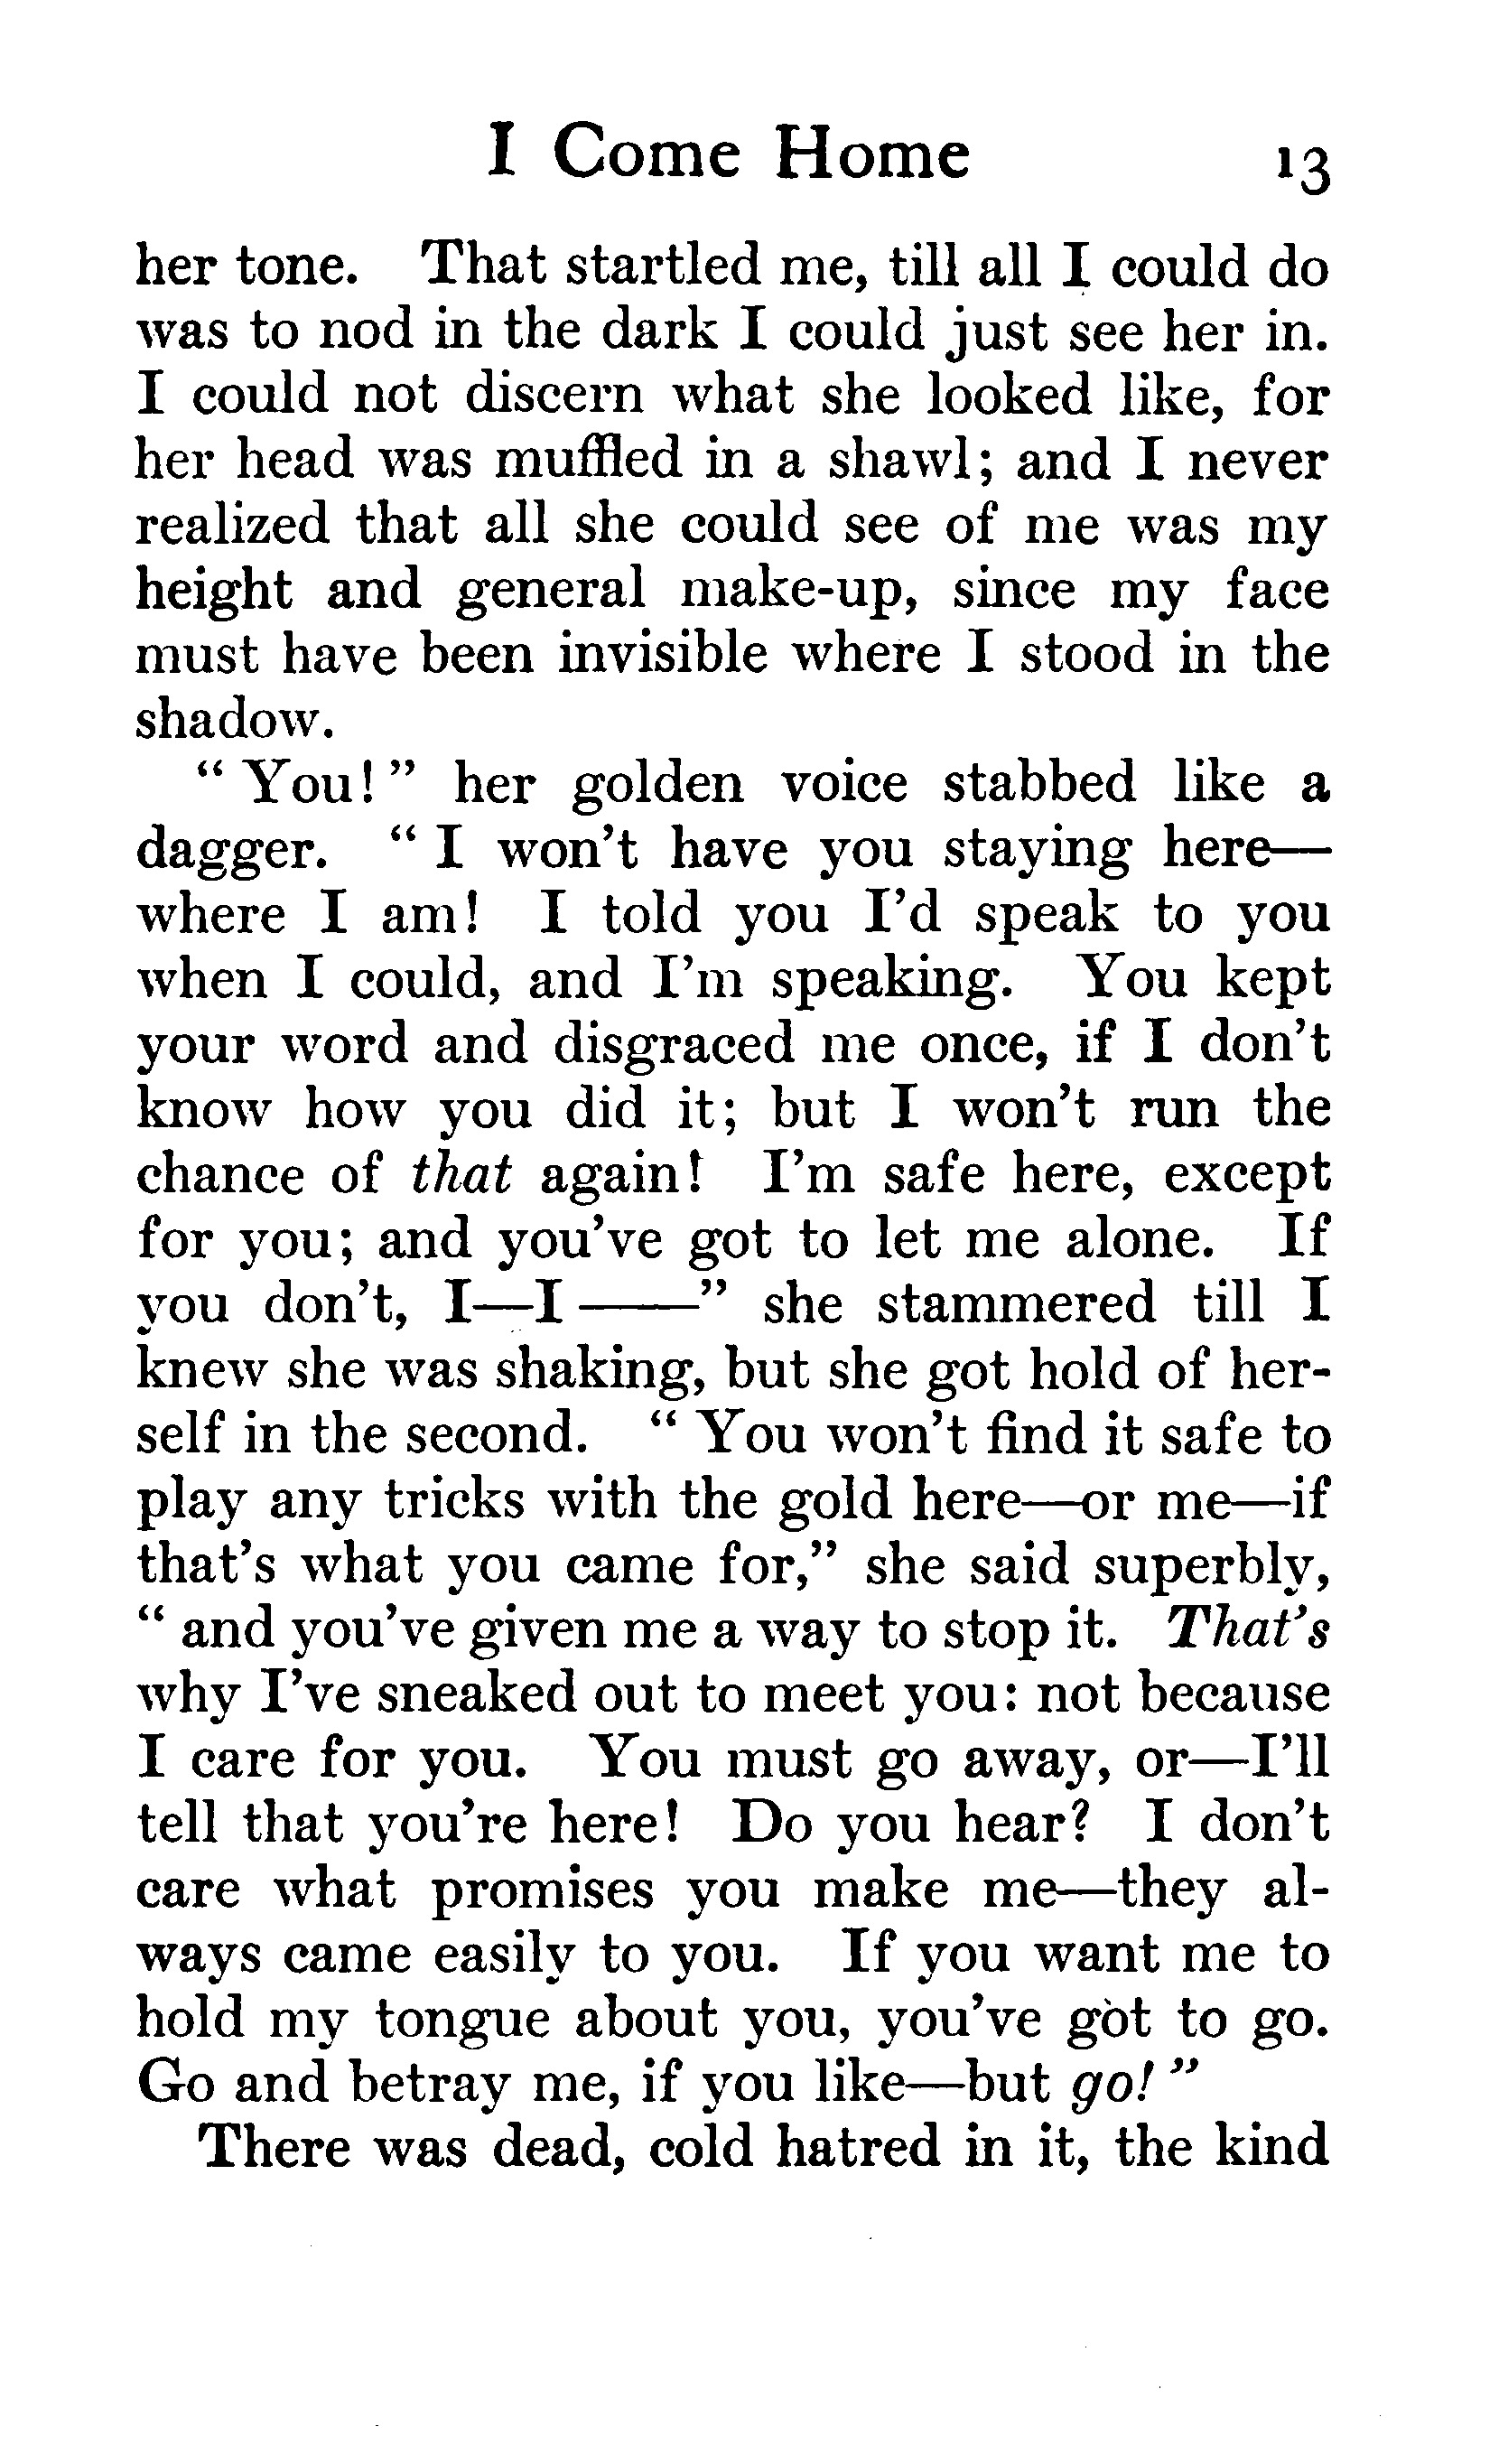 I Come Home 13
her tone. That startled me, till all I could do
was to nod in the dark I could just see her in.
I could not discern what she looked like, for
her head was muffled in a shawl; and I never
realized that all she could see of me was my
height and general make-up, since my face
must have been invisible where I stood in the
shadow.
" You! " her golden voice stabbed like a
dagger. " I won't have you staying here—
where I am! I told you I'd speak to you
when I could, and I'm speaking. You kept
your word and disgraced me once, if I don't
know how you did it; but I won't run the
chance of that again! I'm safe here, except
for you; and you've got to let me alone. If
you don't, I—I ——" she stammered till I
knew she was shaking, but she got hold of her-
self in the second. " You won't find it safe to
play any tricks with the gold here—or me—if
that's what you came for," she said superbly,
" and you've given me a way to stop it. That's
why I've sneaked out to meet you: not because
I care for you. You must go away, or—I'll
tell that you're here! Do you hear? I don't
care what promises you make me—they al-
ways came easily to you. If you want me to
hold my tongue about you, you've got to go.
Go and betray me, if you like—but go! "
There was dead, cold hatred in it, the kind